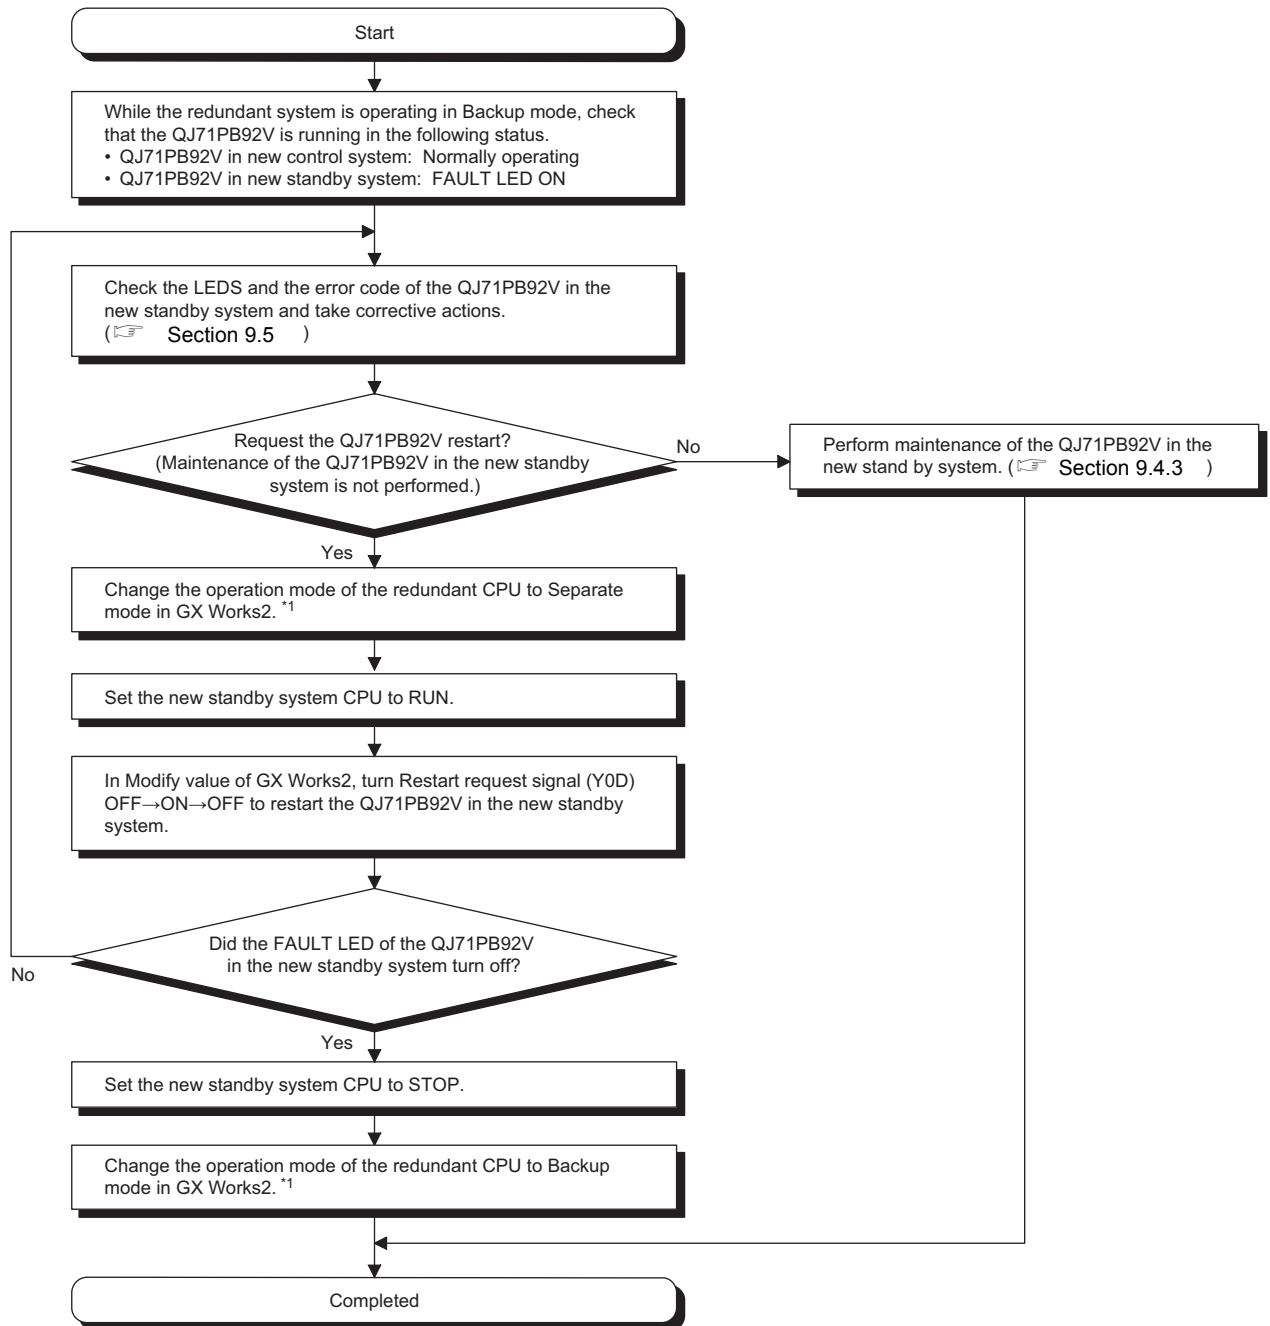 Start
While the redundant system is operating in Backup mode, check
that the QJ71PB92V is running in the following status.
• QJ71PB92V in new control system: Normally operating
• QJ71PB92V in new standby system: FAULT LED ON
Check the LEDS and the error code of the QJ71PB92V in the
new standby system and take corrective actions.
(☞ Section 9.5 )
Request the QJ71PB92V restart?
(Maintenance of the QJ71PB92V in the new standby
system is not performed.)
No
Perform maintenance of the QJ71PB92V in the
new stand by system. (☞ Section 9.4.3 )
Yes
Change the operation mode of the redundant CPU to Separate
mode in GX Works2. *1
Set the new standby system CPU to RUN.
In Modify value of GX Works2, turn Restart request signal (Y0D)
OFF→ON→OFF to restart the QJ71PB92V in the new standby
system.
Did the FAULT LED of the QJ71PB92V
in the new standby system turn off?
No
Yes
Set the new standby system CPU to STOP.
Change the operation mode of the redundant CPU to Backup
mode in GX Works2. *1
Completed